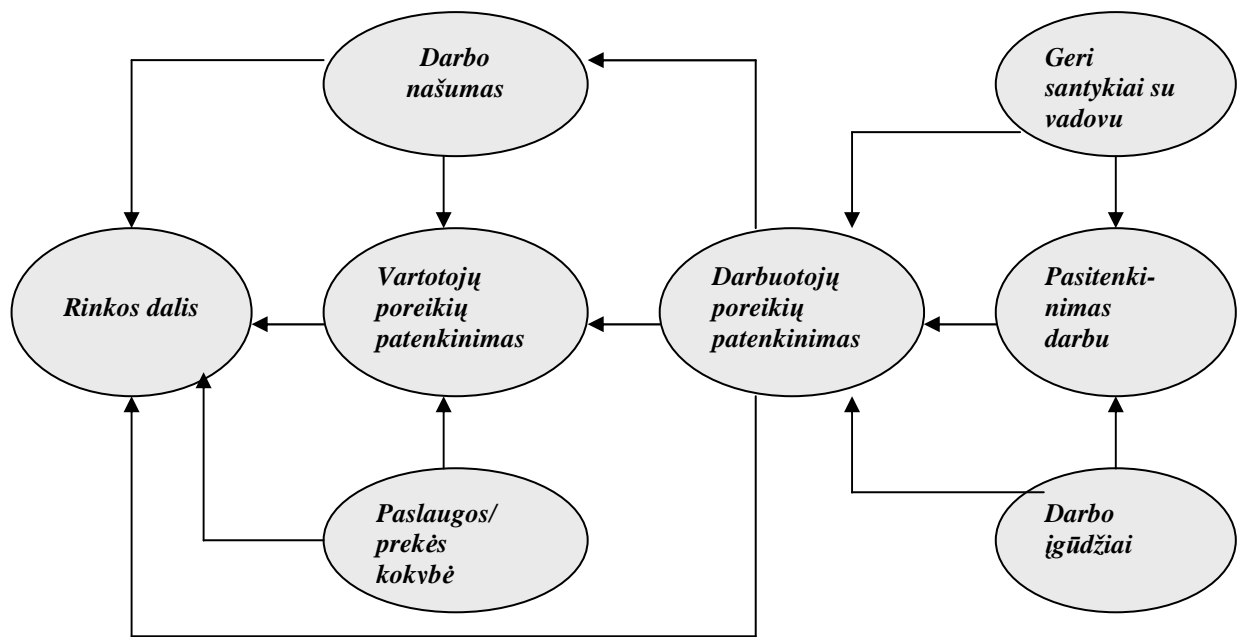 Darbo
našumas
Geri
santykiai su
vadovu
Rinkos dalis
Vartotojų
poreikių
patenkinimas
Darbuotojų
poreikių
patenkinimas
Pasitenki-
nimas
darbu
Paslaugos/
prekės
kokybė
Darbo
įgūdžiai